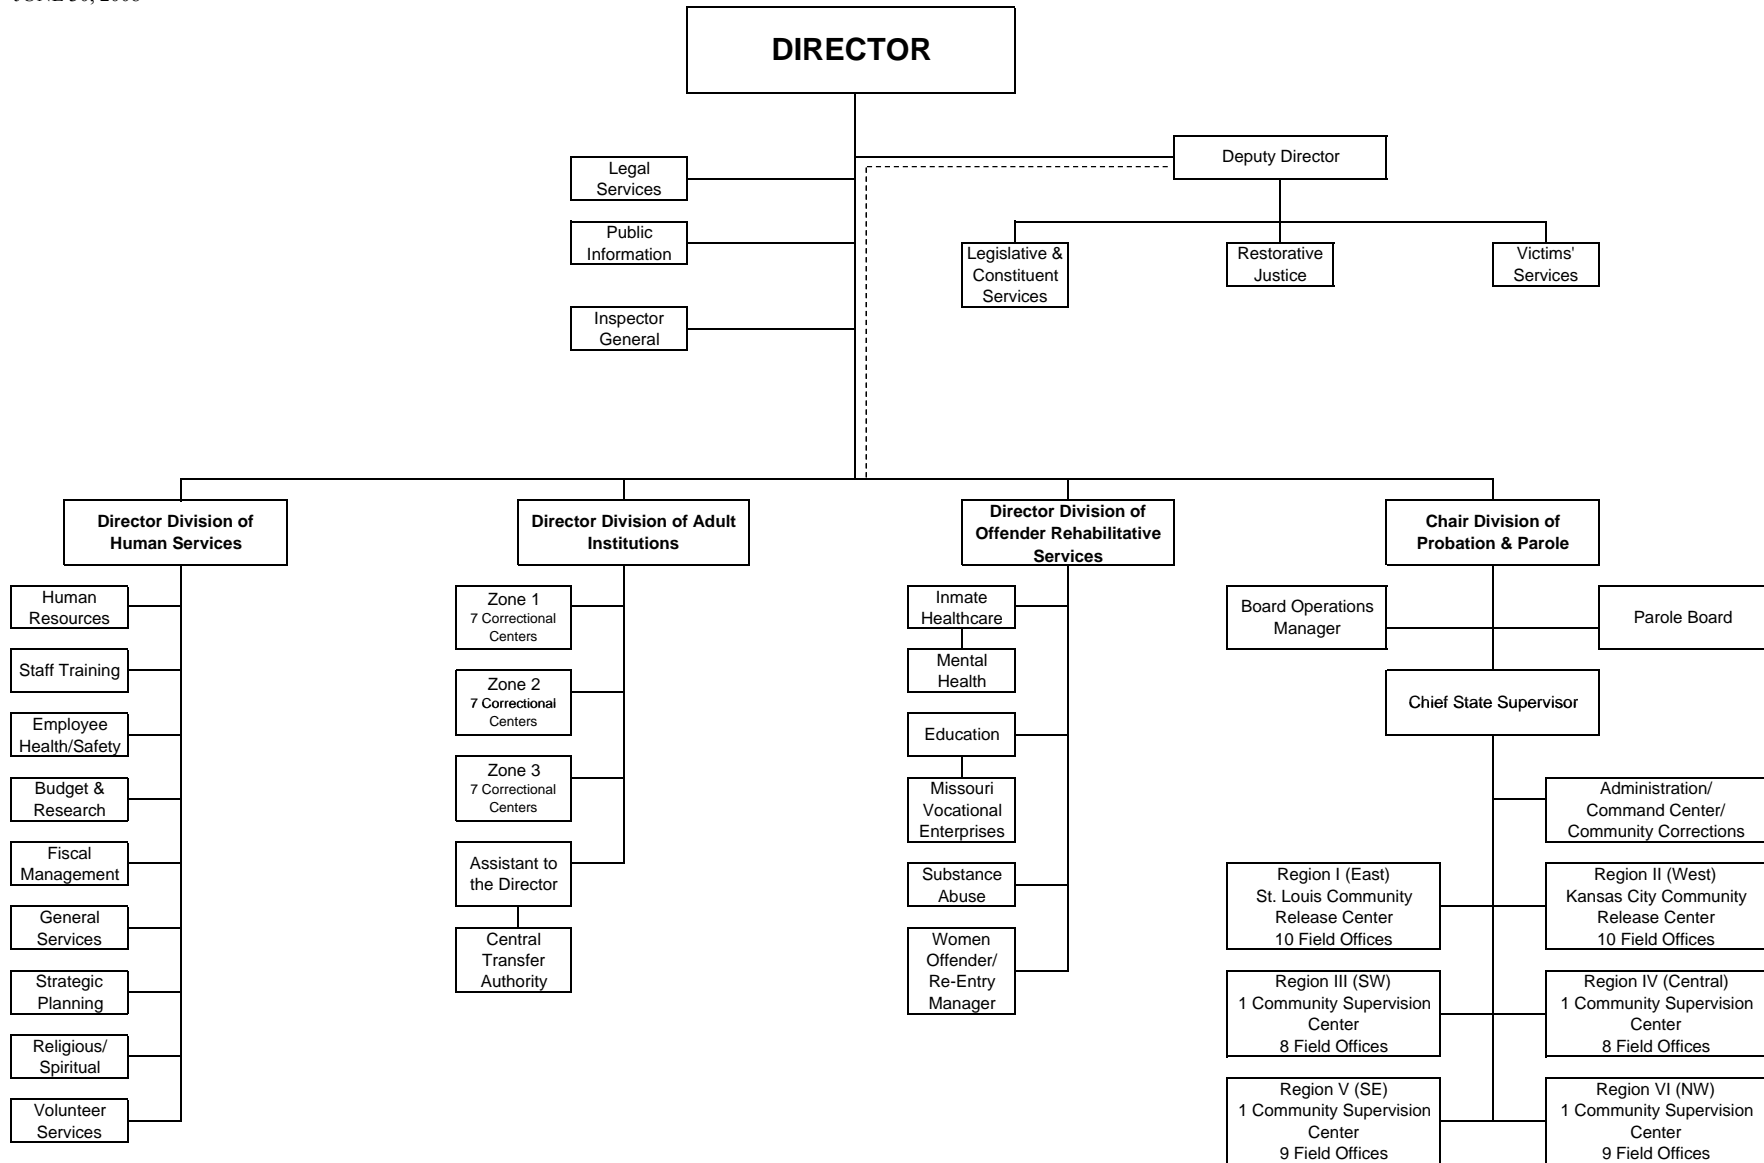 DIRECTOR
Deputy Director
Legal
Services
Public
Information
Inspector
General
Legislative &
Constituent
Services
Restorative
Justice
Victims'
Services
Director Division of
Human Services
Director Division of Adult
Institutions
Director Division of
Offender Rehabilitative
Services
Chair Division of
Probation & Parole
Human
Resources
Staff Training
Employee
Health/Safety
Budget &
Research
Fiscal
Management
General
Services
Strategic
Planning
Religious/
Spiritual
Volunteer
Services
Zone 1
7 Correctional
Centers
Zone 2
7 Correctional
Centers
Zone 3
7 Correctional
Centers
Assistant to
the Director
Central
Transfer
Authority
Inmate
Healthcare
Mental
Health
Education
Missouri
Vocational
Enterprises
Substance
Abuse
Women
Offender/
Re-Entry
Manager
Board Operations
Manager
Parole Board
Chief State Supervisor
Administration/
Command Center/
Community Corrections
Region I (East)
St. Louis Community
Release Center
10 Field Offices
Region II (West)
Kansas City Community
Release Center
10 Field Offices
Region III (SW)
1 Community Supervision
Center
8 Field Offices
Region IV (Central)
1 Community Supervision
Center
8 Field Offices
Region V (SE)
1 Community Supervision
Center
9 Field Offices
Region VI (NW)
1 Community Supervision
Center
9 Field Offices